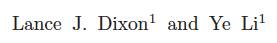 Lance J. Dixon¹ and Ye Li¹